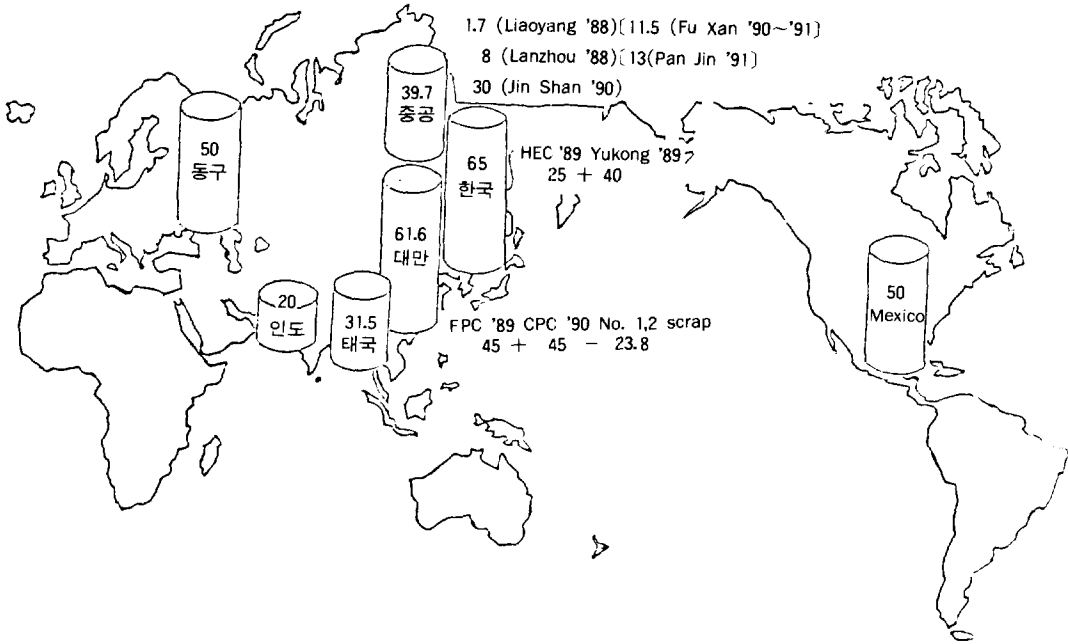 1.7 (Liaoyang '88)〔11.5 (Fu Xan '90~'91〕
8 (Lanzhou '88)〔13(Pan Jin '91〕
30 (Jin Shan '90)
39.7
중공
50
동구
65
한국
HEC '89 Yukong '89
25 + 40
61.6
대만
20
인도
31.5
태국
FPC '89 CPC '90 No. 1,2 scrap
45 + 45 - 23.8
50
Mexico